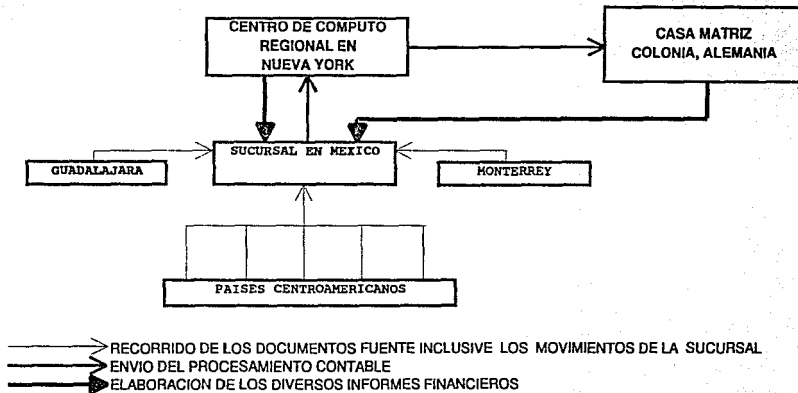 CENTRO DE COMPUTO
REGIONAL EN
NUEVA YORK
CASA MATRIZ
COLONIA, ALEMANIA
SUCURSAL EN MEXICO
GUADALAJARA
MONTERREY
PAISES CENTROAMERICANOS
RECORRIDO DE LOS DOCUMENTOS FUENTE INCLUSIVE LOS MOVIMIENTOS DE LA SUCURSAL
ENVIO DEL PROCESAMIENTO CONTABLE
ELABORACION DE LOS DIVERSOS INFORMES FINANCIEROS